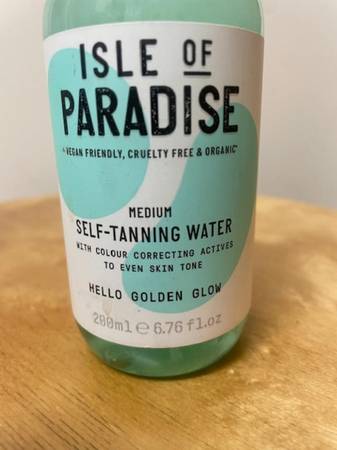 ISLE OF
PARADISE
+ VEGAN FRIENDLY, CRUELTY FREE & ORGANIC*
MEDIUM
SELF-TANNING WATER
WITH COLOUR CORRECTING ACTIVES
TO EVEN SKIN TONE
HELLO GOLDEN GLOW
200ml ℮ 6.76 fl.oz